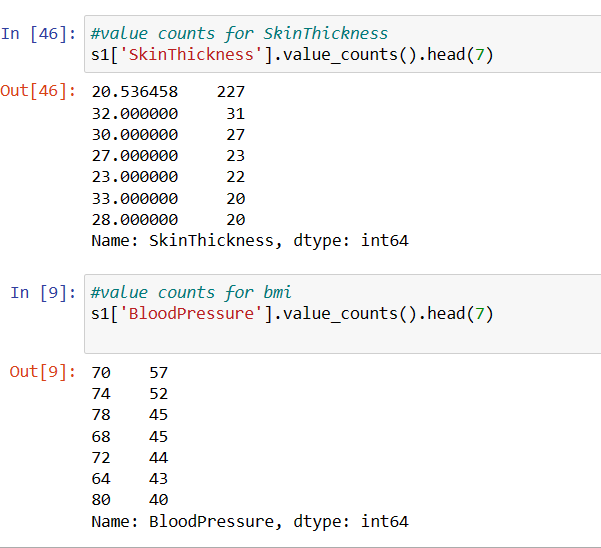 In [46]: #value counts for SkinThickness
s1['SkinThickness'].value_counts().head(7)
Out[46]: 20.536458    227
32.000000     31
30.000000     27
27.000000     23
23.000000     22
33.000000     20
28.000000     20
Name: SkinThickness, dtype: int64
In [9]: #value counts for bmi
s1['BloodPressure'].value_counts().head(7)
Out[9]: 70    57
74    52
78    45
68    45
72    44
64    43
80    40
Name: BloodPressure, dtype: int64